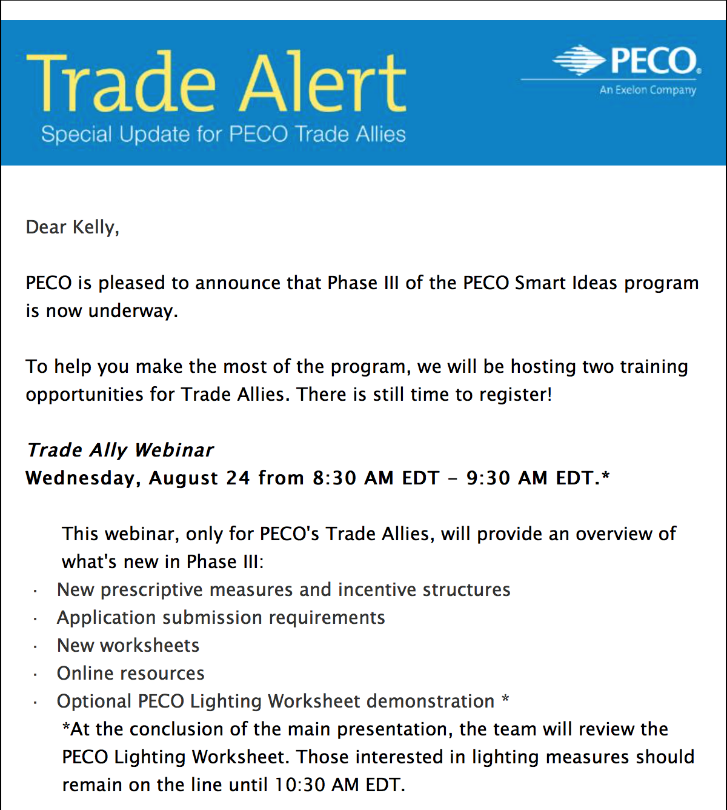 Trade Alert
PECO.
An Exelon Company
Special Update for PECO Trade Allies
Dear Kelly,
PECO is pleased to announce that Phase III of the PECO Smart Ideas program
is now underway.
To help you make the most of the program, we will be hosting two training
opportunities for Trade Allies. There is still time to register!
Trade Ally Webinar
Wednesday, August 24 from 8:30 AM EDT - 9:30 AM EDT.*
This webinar, only for PECO's Trade Allies, will provide an overview of
what's new in Phase III:
· New prescriptive measures and incentive structures
· Application submission requirements
· New worksheets
· Online resources
· Optional PECO Lighting Worksheet demonstration *
*At the conclusion of the main presentation, the team will review the
PECO Lighting Worksheet. Those interested in lighting measures should
remain on the line until 10:30 AM EDT.